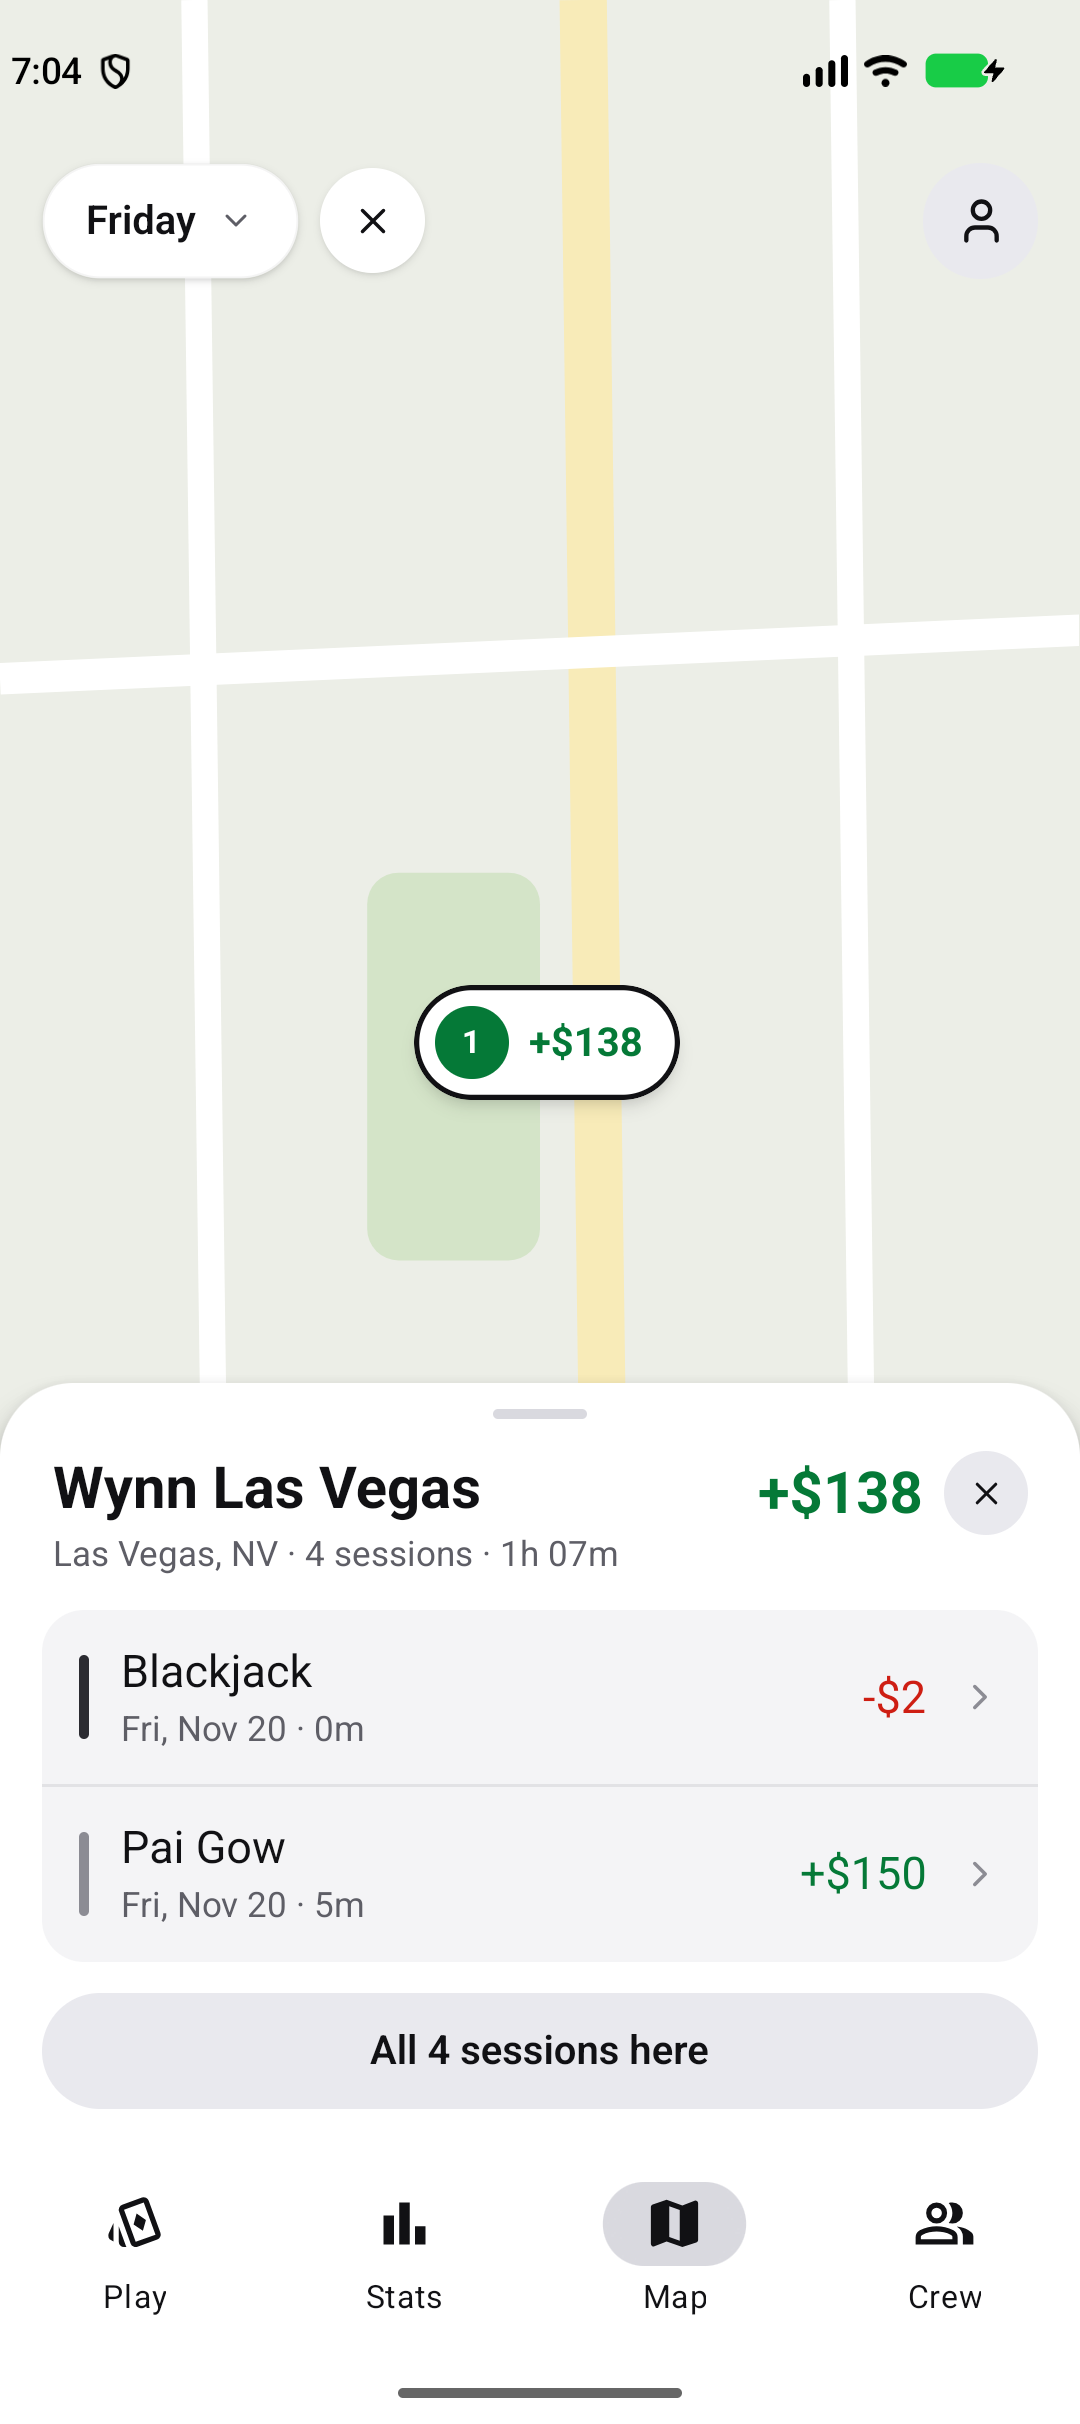 7:04
Friday
1 +$138
Wynn Las Vegas
+$138
Las Vegas, NV · 4 sessions · 1h 07m
Blackjack
-$2
Fri, Nov 20 · 0m
Pai Gow
+$150
Fri, Nov 20 · 5m
All 4 sessions here
Play
Stats
Map
Crew